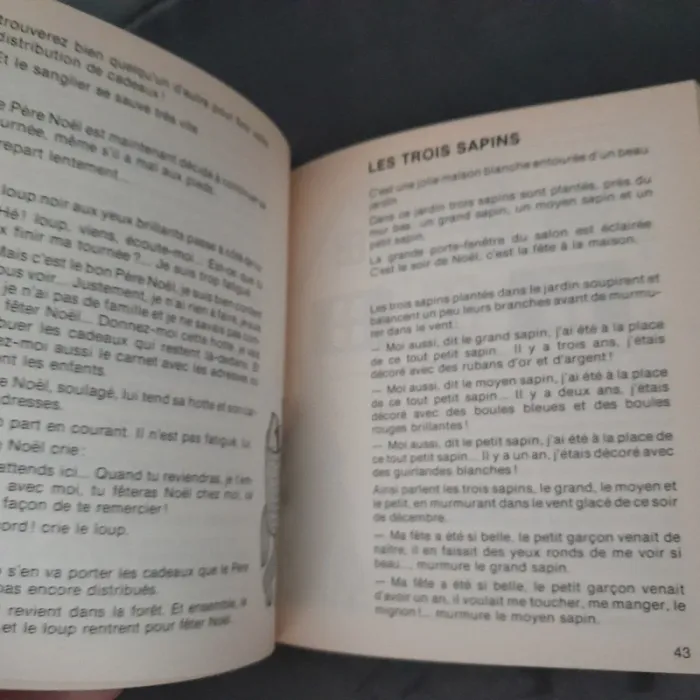 trouverez bien quelqu'un d'autre pour
distribution de cadeaux!
Et le sanglier se sauve très vite
e Père Noël est maintenant décidé à continuer sa
urnée, même s'il a mal aux pieds.
repart lentement...
loup noir aux yeux brillants passe à
Hé! loup, viens, écoute-moi... Est-ce que tu
x finir ma tournée?... Je suis trop fatigué.
Mais c'est le bon Père Noël, je suis bien content
ous voir... Justement, je n'ai rien à faire,
je n'ai pas de famille et je ne savais pas com-
fêter Noël... Donnez-moi cette hotte, je vais
buer les cadeaux qui restent là-dedans. Et
ez-moi aussi le carnet avec les adresses où
nt les enfants.
e Noël, soulagé, lui tend sa hotte et son car-
dresses.
part en courant. Il n'est pas fatigué, lui.
Noël crie:
attends ici... Quand tu reviendras, je t'em-
avec moi, tu fêteras Noël chez moi, la
façon de te remercier!
ord! crie le loup.
s'en va porter les cadeaux que le Père
pas encore distribués.
revient dans la forêt. Et ensemble, le
et le loup rentrent pour fêter Noël.
LES TROIS SAPINS
C'est une jolie maison blanche entourée d'un beau
jardin.
Dans ce jardin trois sapins sont plantés, près du
mur bas: un grand sapin, un moyen sapin et un
petit sapin.
La grande porte-fenêtre du salon est éclairée
C'est le soir de Noël, c'est la fête à la maison.
Les trois sapins plantés dans le jardin soupirent et
balancent un peu leurs branches avant de murmu-
rer dans le vent:
— Moi aussi, dit le grand sapin, j'ai été à la place
de ce tout petit sapin... Il y a trois ans, j'étais
décoré avec des rubans d'or et d'argent!
— Moi aussi, dit le moyen sapin, j'ai été à la place
de ce tout petit sapin... Il y a deux ans, j'étais
décoré avec des boules bleues et des boules
rouges brillantes!
— Moi aussi, dit le petit sapin, j'ai été à la place de
ce tout petit sapin... Il y a un an, j'étais décoré avec
des guirlandes blanches!
Ainsi parlent les trois sapins, le grand, le moyen et
le petit, en murmurant dans le vent glacé de ce soir
de décembre.
— Ma fête a été si belle, le petit garçon venait de
naître, il en faisait des yeux ronds de me voir si
beau... murmure le grand sapin.
— Ma fête a été si belle, le petit garçon venait
d'avoir un an, il voulait me toucher, me manger, le
mignon!... murmure le moyen sapin.
43